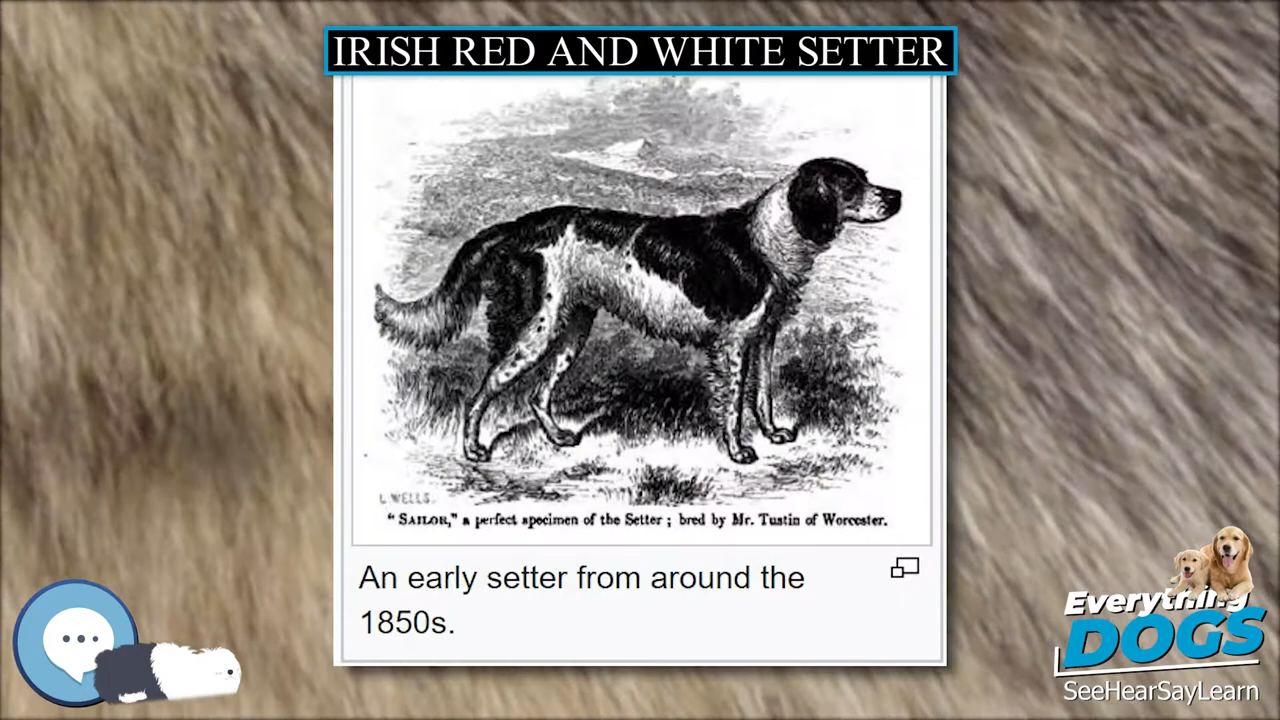 IRISH RED AND WHITE SETTER
L. WELLS.
"SAILOR," a perfect specimen of the Setter; bred by Mr. Tustin of Worcester.
An early setter from around the
1850s.
Everything
DOGS
SeeHearSayLearn